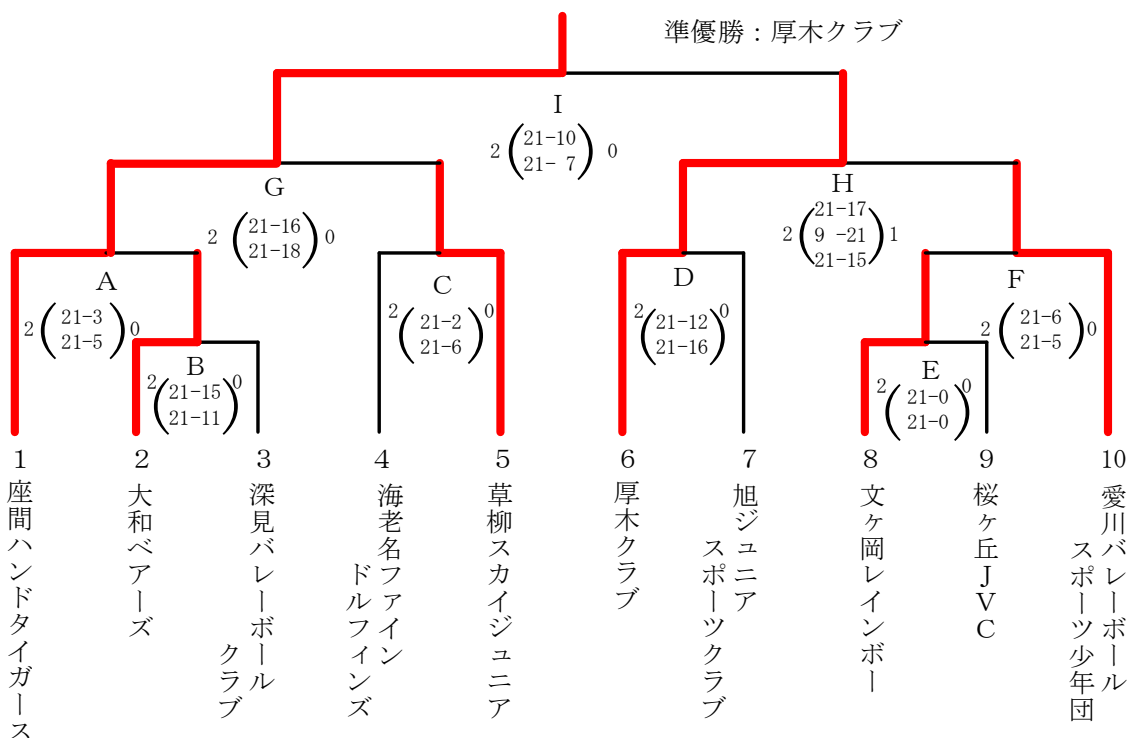 準優勝：厚木クラブ
I
2 (21-10 21- 7) 0
G
2 (21-16 21-18) 0
H
2 (21-17 9 -21 21-15) 1
A
2 (21-3 21-5) 0
C
2 (21-2 21-6) 0
D
2 (21-12 21-16) 0
F
2 (21-6 21-5) 0
B
2 (21-15 21-11) 0
E
2 (21-0 21-0) 0
1
座間ハンドタイガース
2
大和ベアーズ
3
深見バレーボール
クラブ
4
海老名ファイン
ドルフィンズ
5
草柳スカイジュニア
6
厚木クラブ
7
旭ジュニア
スポーツクラブ
8
文ヶ岡レインボー
9
桜ヶ丘JVC
10
愛川バレーボール
スポーツ少年団